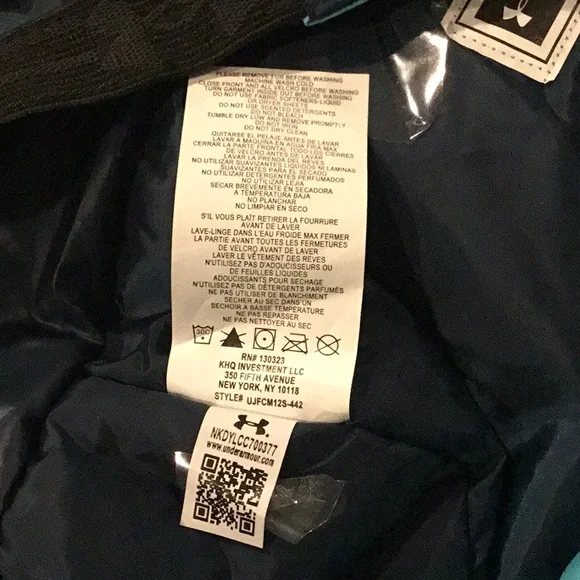 PLEASE REMOVE FUR BEFORE WASHING
MACHINE WASH COLD
CLOSE FRONT AND ALL VELCRO BEFORE WASHING
TURN GARMENT INSIDE OUT BEFORE WASHING
DO NOT USE FABRIC SOFTENERS-LIQUID
OR DRYER SHEETS
DO NOT USE SCENTED DETERGENTS
DO NOT BLEACH
TUMBLE DRY LOW AND REMOVE PROMPTLY
DO NOT IRON
DO NOT DRY CLEAN
QUITARSE EL PELAJE ANTES DE LAVAR
LAVAR A MAQUINA EN AGUA FRIA MAX
CERRAR LA PARTE FRONTAL TODO LOS CIERRES
DE VELCRO ANTES DE LAVAR
LAVAR LA PRENDA DEL REVES
NO UTILIZAR SUAVIZANTES LIQUIDOS NI LAMINAS
SUAVIZANTES PARA EL SECADO
NO UTILIZAR DETERGENTES PERFUMADOS
NO UTILIZAR LEJIA
SECAR BREVEMENTE EN SECADORA
A TEMPERATURA BAJA
NO PLANCHAR
NO LIMPIAR EN SECO
S'IL VOUS PLAÎT RETIRER LA FOURRURE
AVANT DE LAVER
LAVE-LINGE DANS L'EAU FROIDE MAX FERMER
LA PARTIE AVANT TOUTES LES FERMETURES
DE VELCRO AVANT DE LAVER
LAVER LE VÊTEMENT DES REVES
N'UTILISEZ PAS D'ADOUCISSEURS OU
DE FEUILLES LIQUIDES
ADOUCISSANTS POUR SECHAGE
N'UTILISEZ PAS DE DÉTERGENTS PARFUMÉS
NE PAS UTILISER DE BLANCHIMENT
SECHER AU SEC DANS UN
SECHOIR A BASSE TEMPERATURE
NE PAS REPASSER
NE PAS NETTOYER AU SEC
30C
RN# 130323
KHQ INVESTMENT LLC
350 FIFTH AVENUE
NEW YORK, NY 10118
STYLE# UJFCM12S-442
NKDYLCC700377
www.underarmour.com